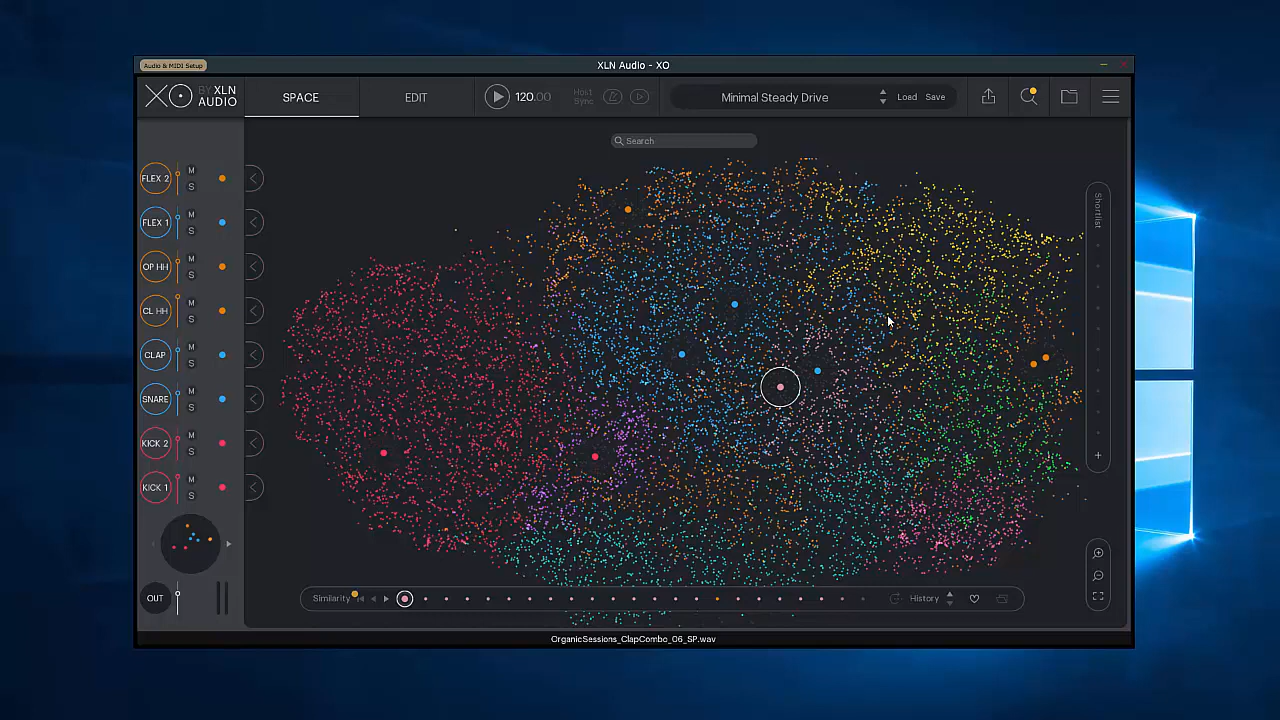 Audio & MIDI Setup
XLN Audio - XO
XO BY XLN AUDIO
SPACE
EDIT
120.00
Host Sync
Minimal Steady Drive
Load
Save
Search
FLEX 2
M
S
FLEX 1
M
S
OP HH
M
S
CL HH
M
S
CLAP
M
S
SNARE
M
S
KICK 2
M
S
KICK 1
M
S
Shortlist
OUT
Similarity
History
OrganicSessions_ClapCombo_06_SP.wav